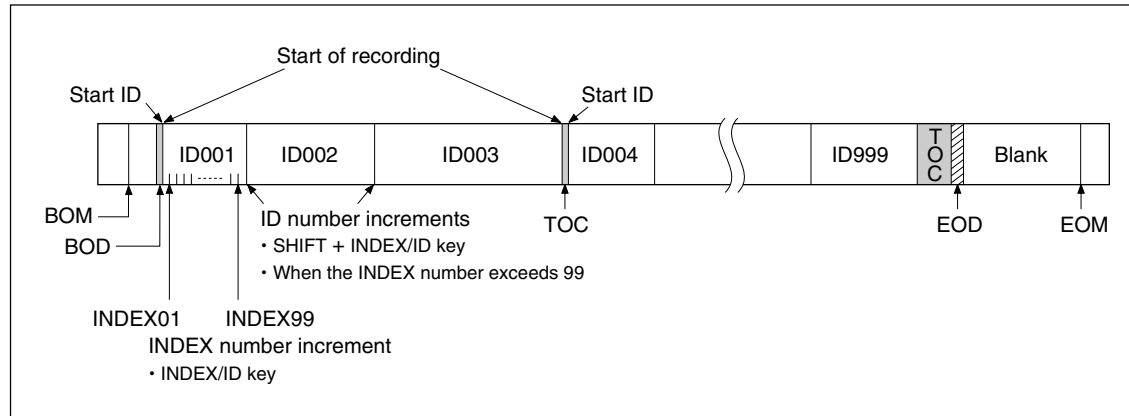 Start of recording
Start ID
Start ID
ID001
ID002
ID003
ID004
ID999
TOC
Blank
BOM
BOD
ID number increments
・SHIFT + INDEX/ID key
・When the INDEX number exceeds 99
TOC
EOD
EOM
INDEX01
INDEX99
INDEX number increment
・INDEX/ID key